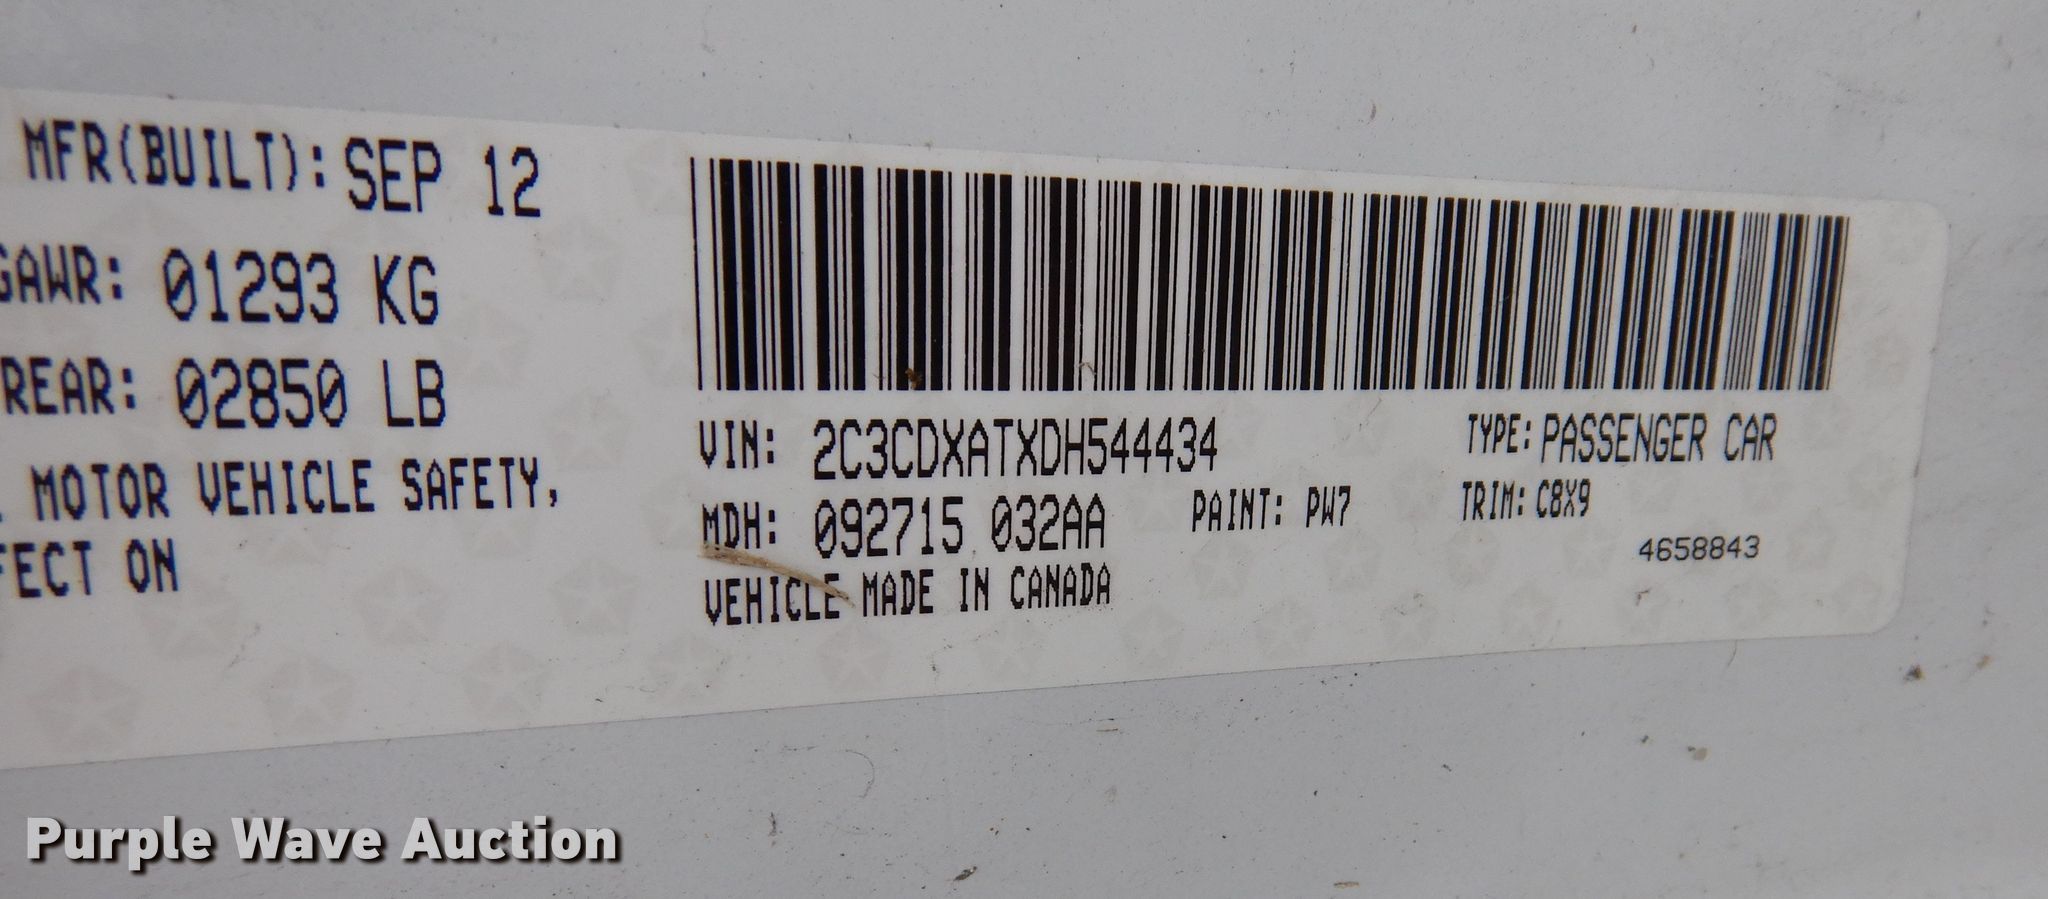 MFR(BUILT): SEP 12
GAWR: 01293 KG
REAR: 02850 LB
MOTOR VEHICLE SAFETY,
FECT ON
VIN: 2C3CDXATXDH544434
TYPE: PASSENGER CAR
MDH: 092715 032AA
PAINT: PW7
TRIM: C8X9
4658843
VEHICLE MADE IN CANADA
Purple Wave Auction